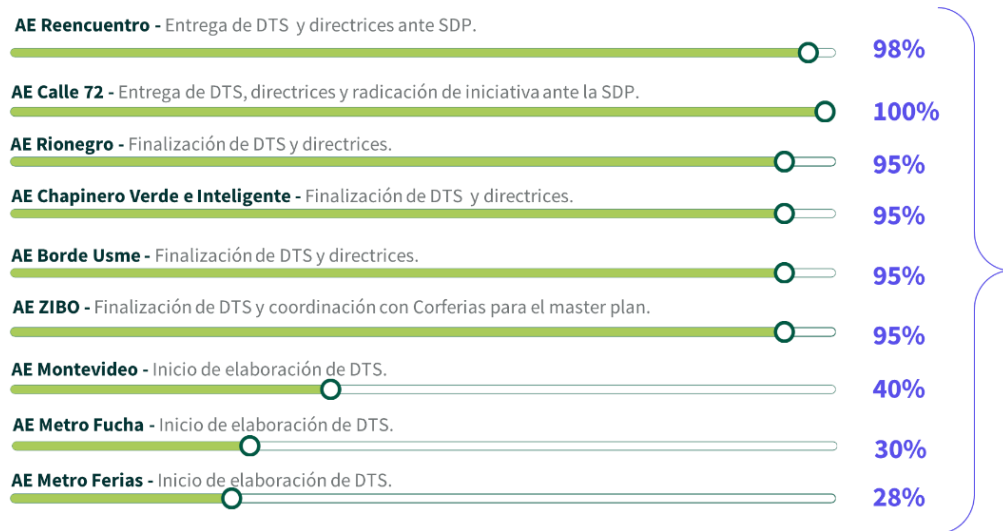 AE Reencuentro - Entrega de DTS y directrices ante SDP.
98%
AE Calle 72 - Entrega de DTS, directrices y radicación de iniciativa ante la SDP.
100%
AE Rionegro - Finalización de DTS y directrices.
95%
AE Chapinero Verde e Inteligente - Finalización de DTS y directrices.
95%
AE Borde Usme - Finalización de DTS y directrices.
95%
AE ZIBO - Finalización de DTS y coordinación con Corferias para el master plan.
95%
AE Montevideo - Inicio de elaboración de DTS.
40%
AE Metro Fucha - Inicio de elaboración de DTS.
30%
AE Metro Ferias - Inicio de elaboración de DTS.
28%